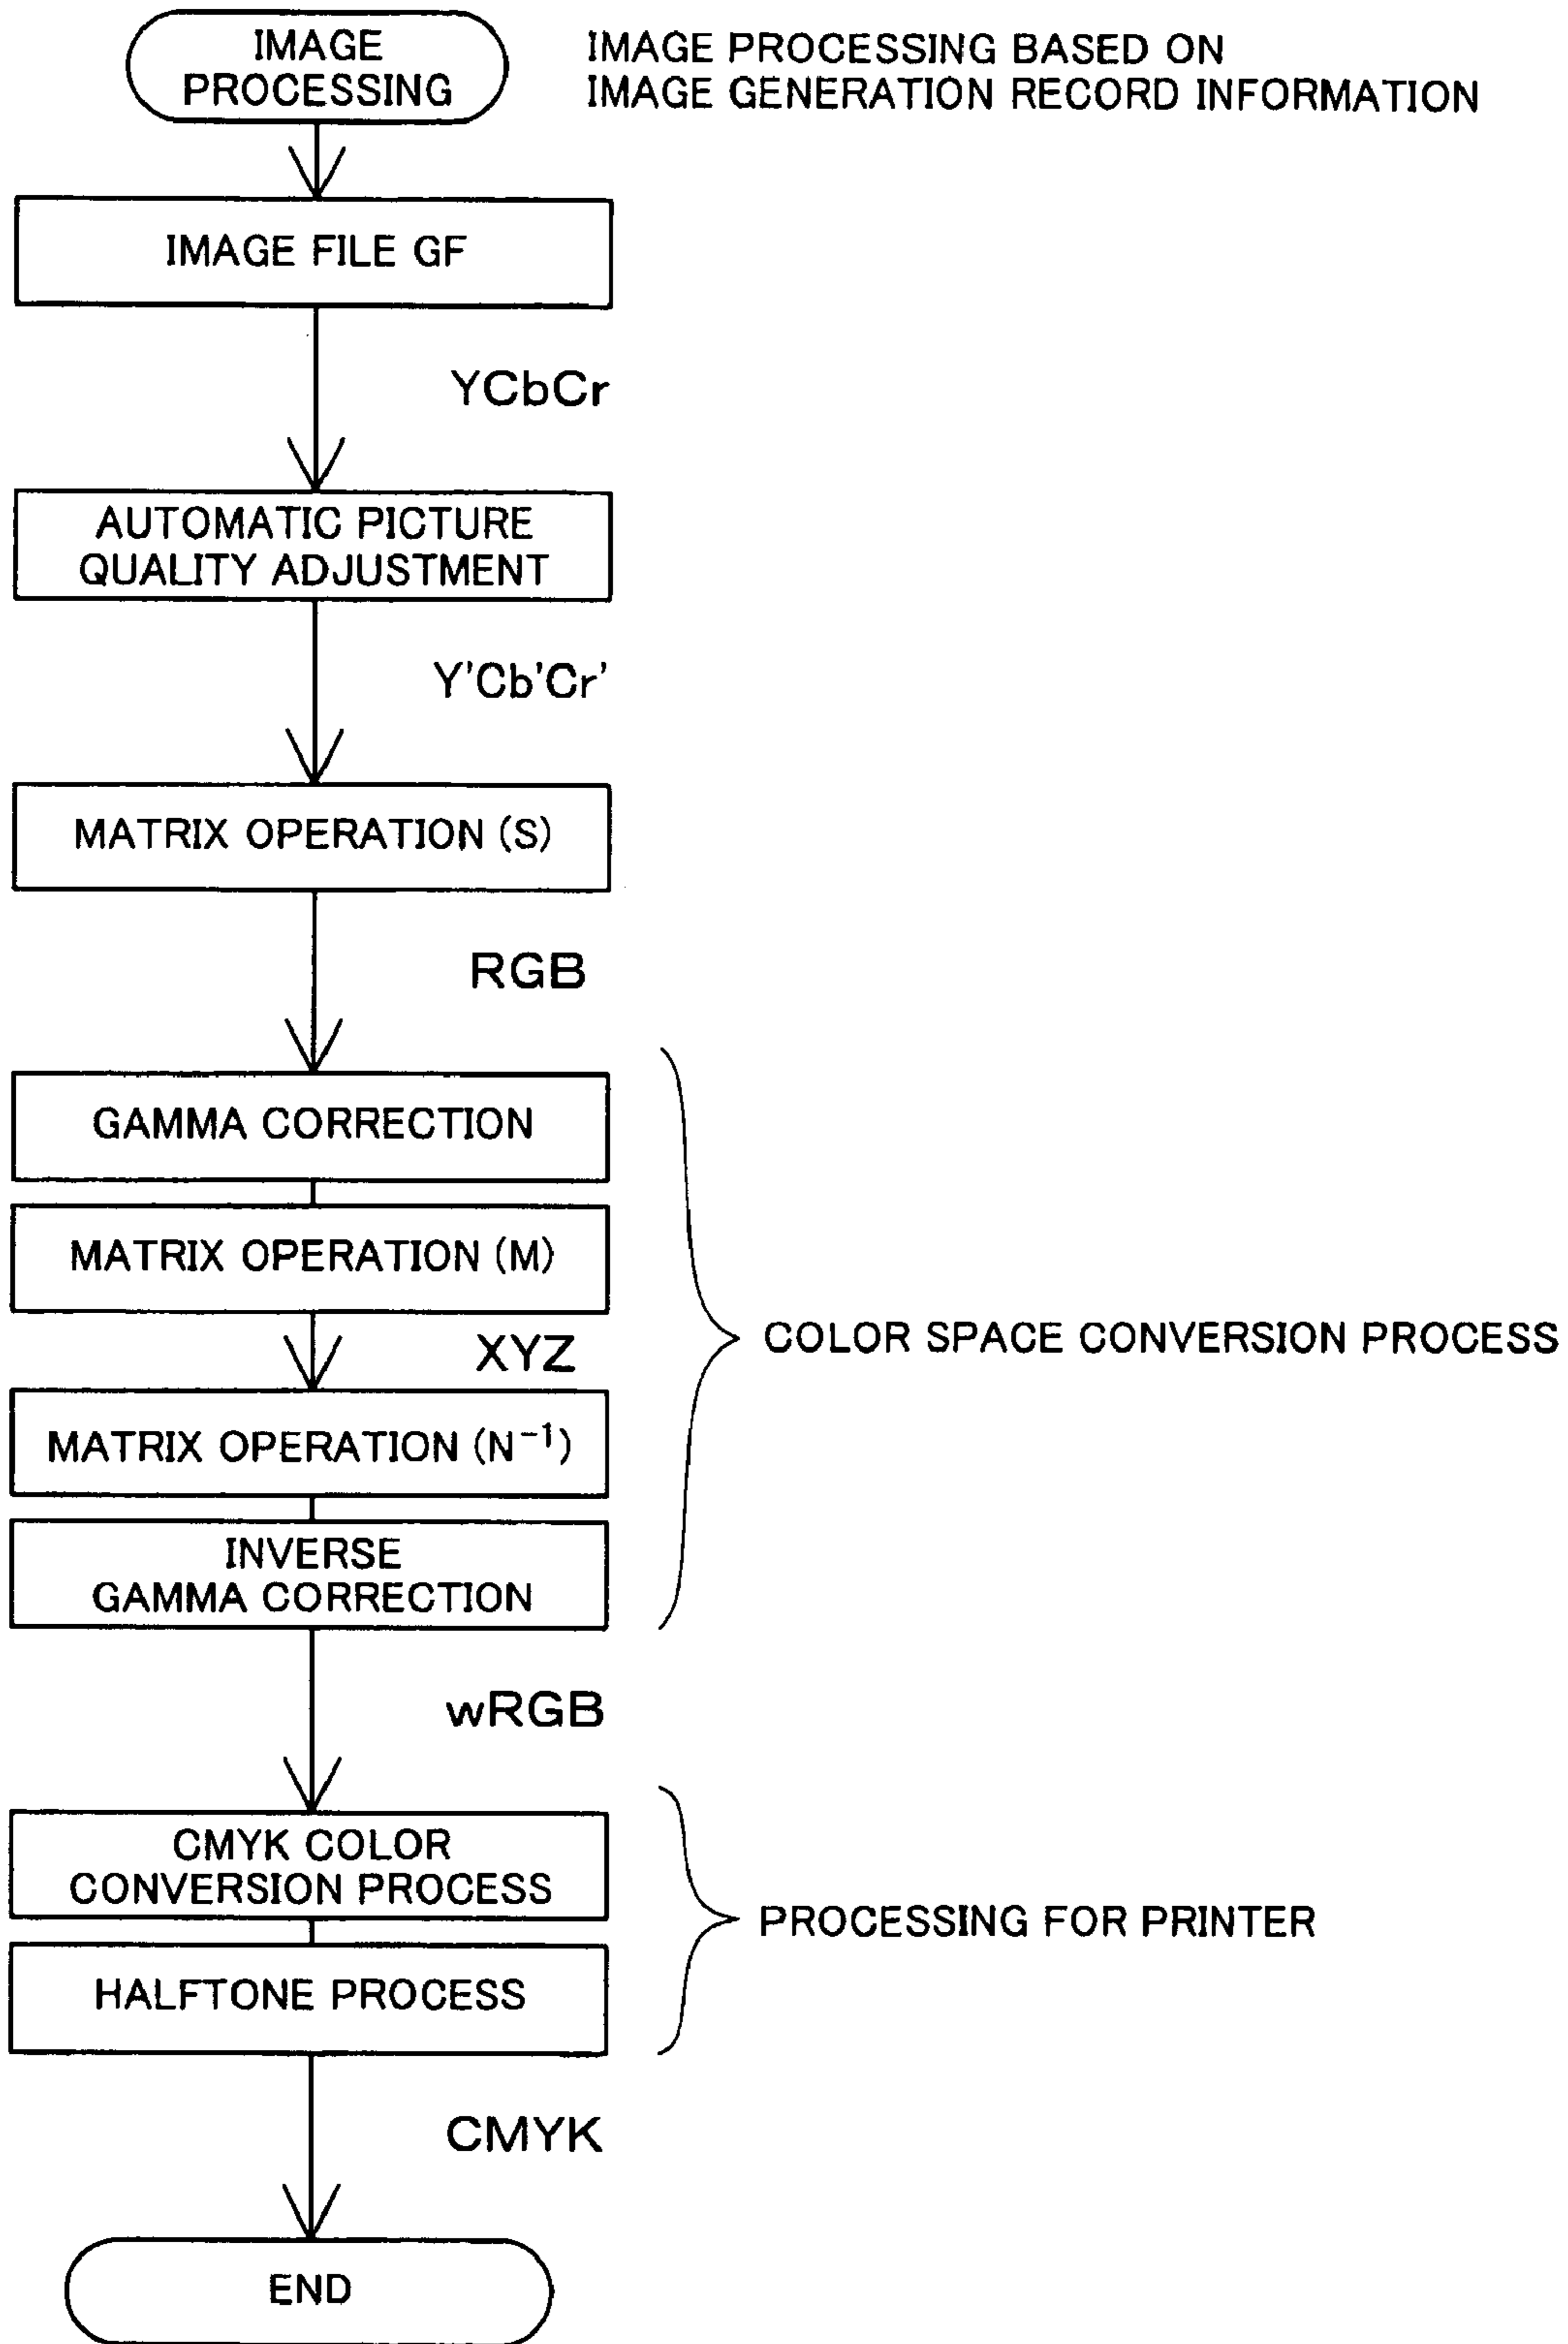 IMAGE
PROCESSING
IMAGE PROCESSING BASED ON
IMAGE GENERATION RECORD INFORMATION
IMAGE FILE GF
YCbCr
AUTOMATIC PICTURE
QUALITY ADJUSTMENT
Y'Cb'Cr'
MATRIX OPERATION (S)
RGB
GAMMA CORRECTION
MATRIX OPERATION (M)
XYZ
COLOR SPACE CONVERSION PROCESS
MATRIX OPERATION (N⁻¹)
INVERSE
GAMMA CORRECTION
wRGB
CMYK COLOR
CONVERSION PROCESS
PROCESSING FOR PRINTER
HALFTONE PROCESS
CMYK
END